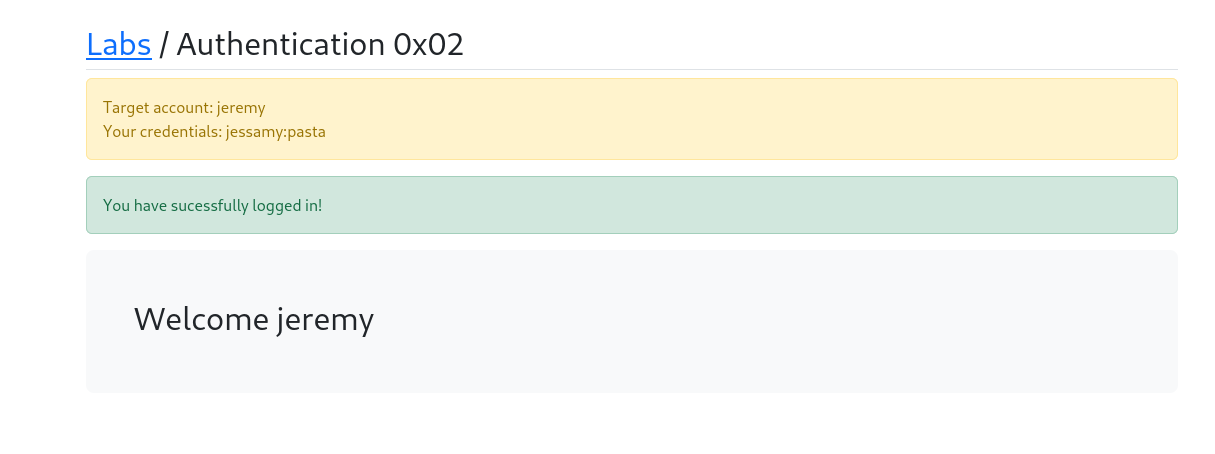 Labs / Authentication 0x02
Target account: jeremy
Your credentials: jessamy:pasta
You have sucessfully logged in!
Welcome jeremy